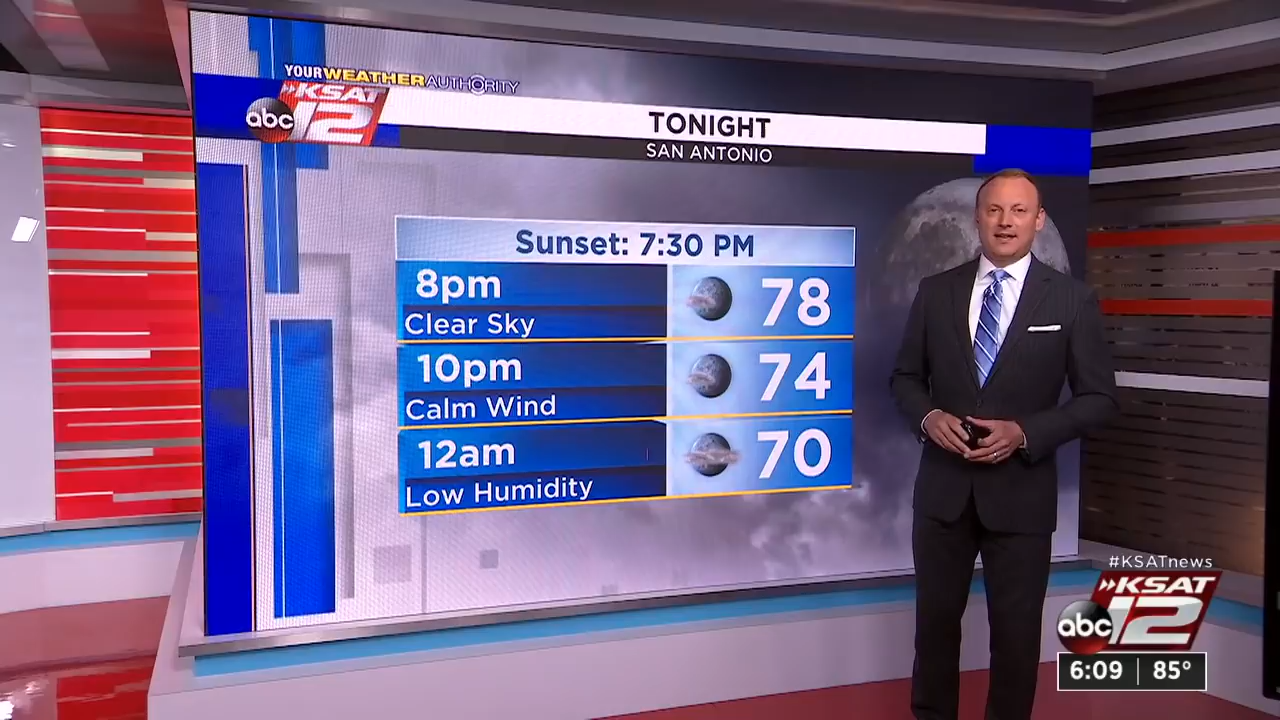 YOUR WEATHER AUTHORITY
KSAT
abc 12
TONIGHT
SAN ANTONIO
Sunset: 7:30 PM
8pm 78
Clear Sky
10pm 74
Calm Wind
12am 70
Low Humidity
#KSATnews
KSAT
abc 12
6:09 85°